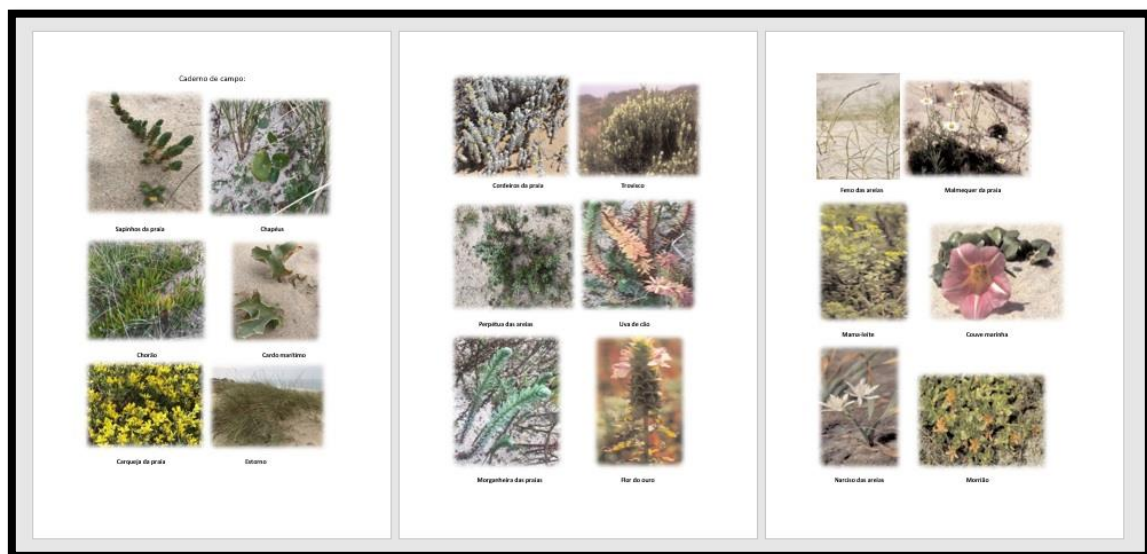 Caderno de campo:
Sapinhos da praia
Chapéus
Chorão
Cardo marítimo
Carqueja da praia
Estorno
Cordeiros da praia
Trovisco
Perpétua das areias
Uva de cão
Morganheira das praias
Flor do ouro
Feno das areias
Malmequer da praia
Mama-leite
Couve marinha
Narciso das areias
Morrião